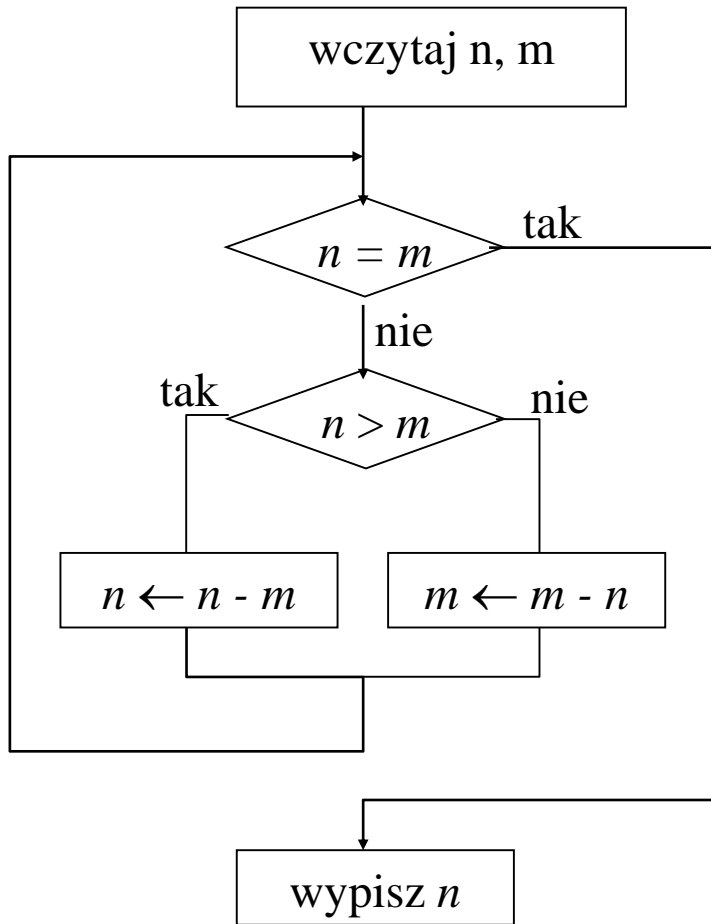 wczytaj n, m
n = m
tak
nie
tak
n > m
nie
n ← n - m
m ← m - n
wypisz n